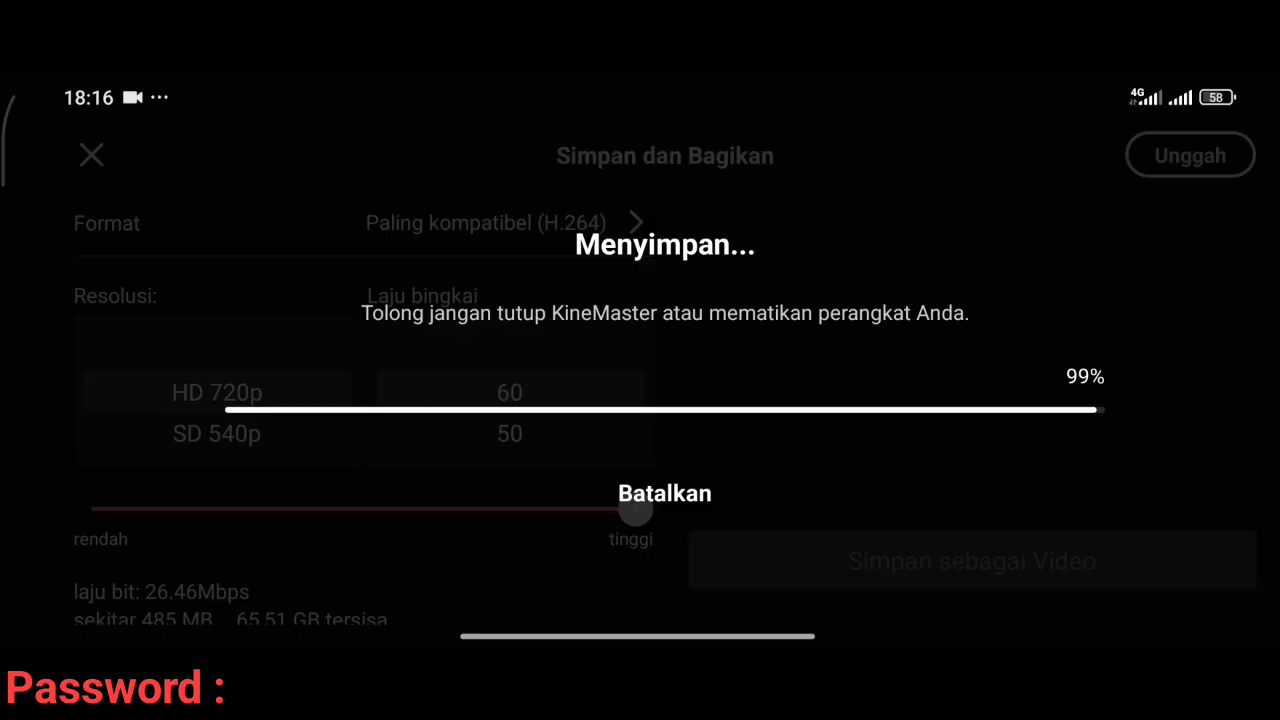 18:16
4G
58
Simpan dan Bagikan
Unggah
Format
Paling kompatibel (H.264)
Menyimpan...
Resolusi:
Laju bingkai
Tolong jangan tutup KineMaster atau mematikan perangkat Anda.
99%
HD 720p
60
SD 540p
50
Batalkan
rendah
tinggi
Simpan sebagai Video
laju bit: 26.46Mbps
sekitar 485 MB 65.51 GB tersisa
Password :